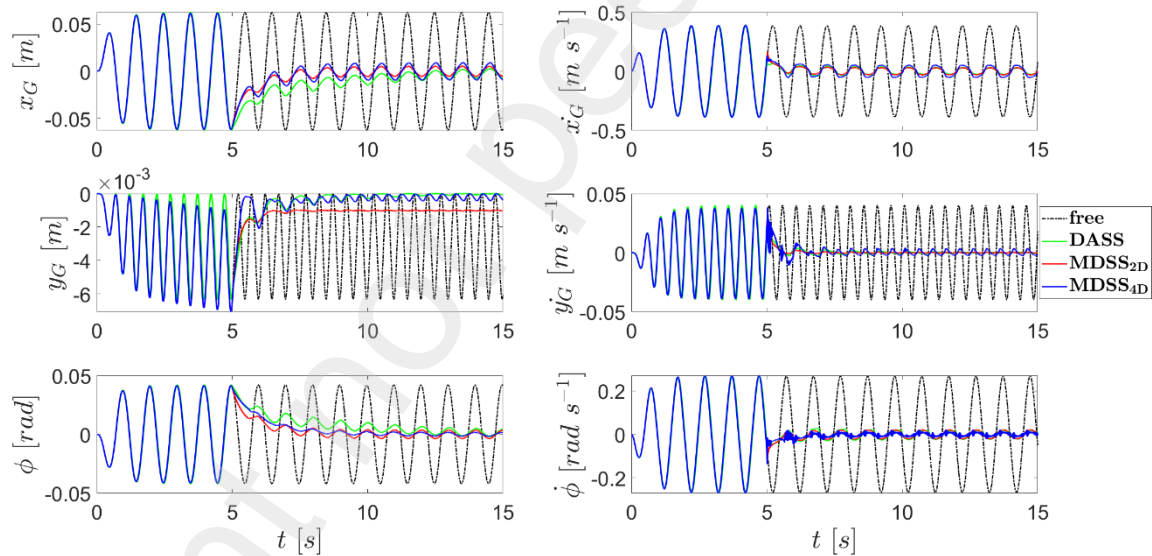 0.05
0
-0.05
x_G [m]
0 5 10 15
0.5
0
-0.5
ẋ_G [m s⁻¹]
0 5 10 15
×10⁻³
0
-2
-4
-6
y_G [m]
0 5 10 15
0.05
0
-0.05
ẏ_G [m s⁻¹]
0 5 10 15
free
DASS
MDSS₂D
MDSS₄D
0.05
0
0.05
ϕ [rad]
0 5 10 15
t [s]
0.2
0
-0.2
ϕ̇ [rad s⁻¹]
0 5 10 15
t [s]